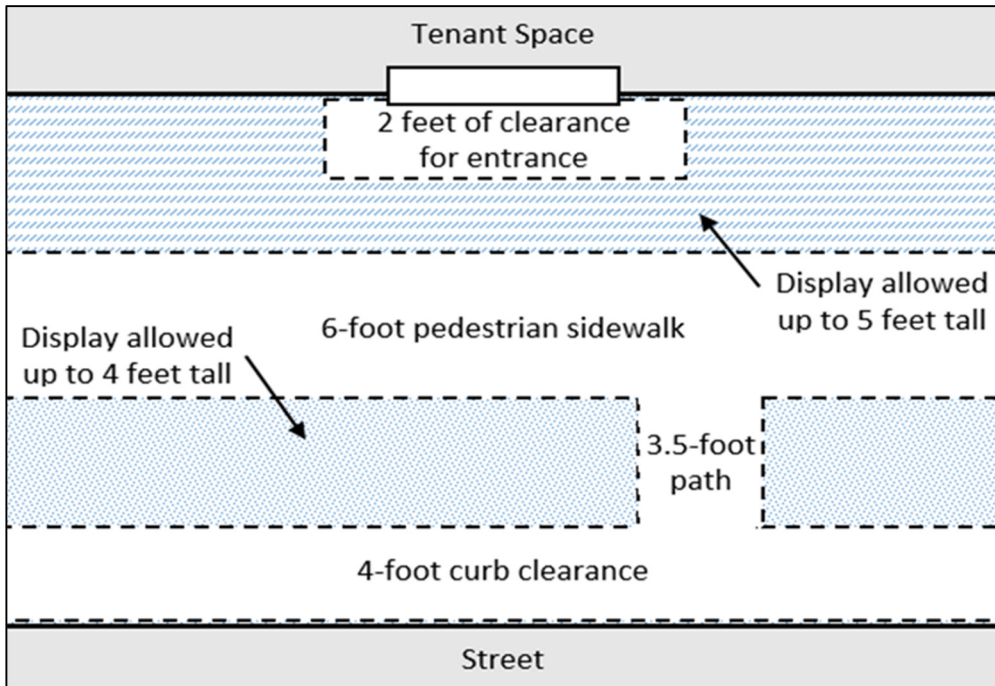 Tenant Space
2 feet of clearance
for entrance
Display allowed
up to 5 feet tall
6-foot pedestrian sidewalk
Display allowed
up to 4 feet tall
3.5-foot
path
4-foot curb clearance
Street